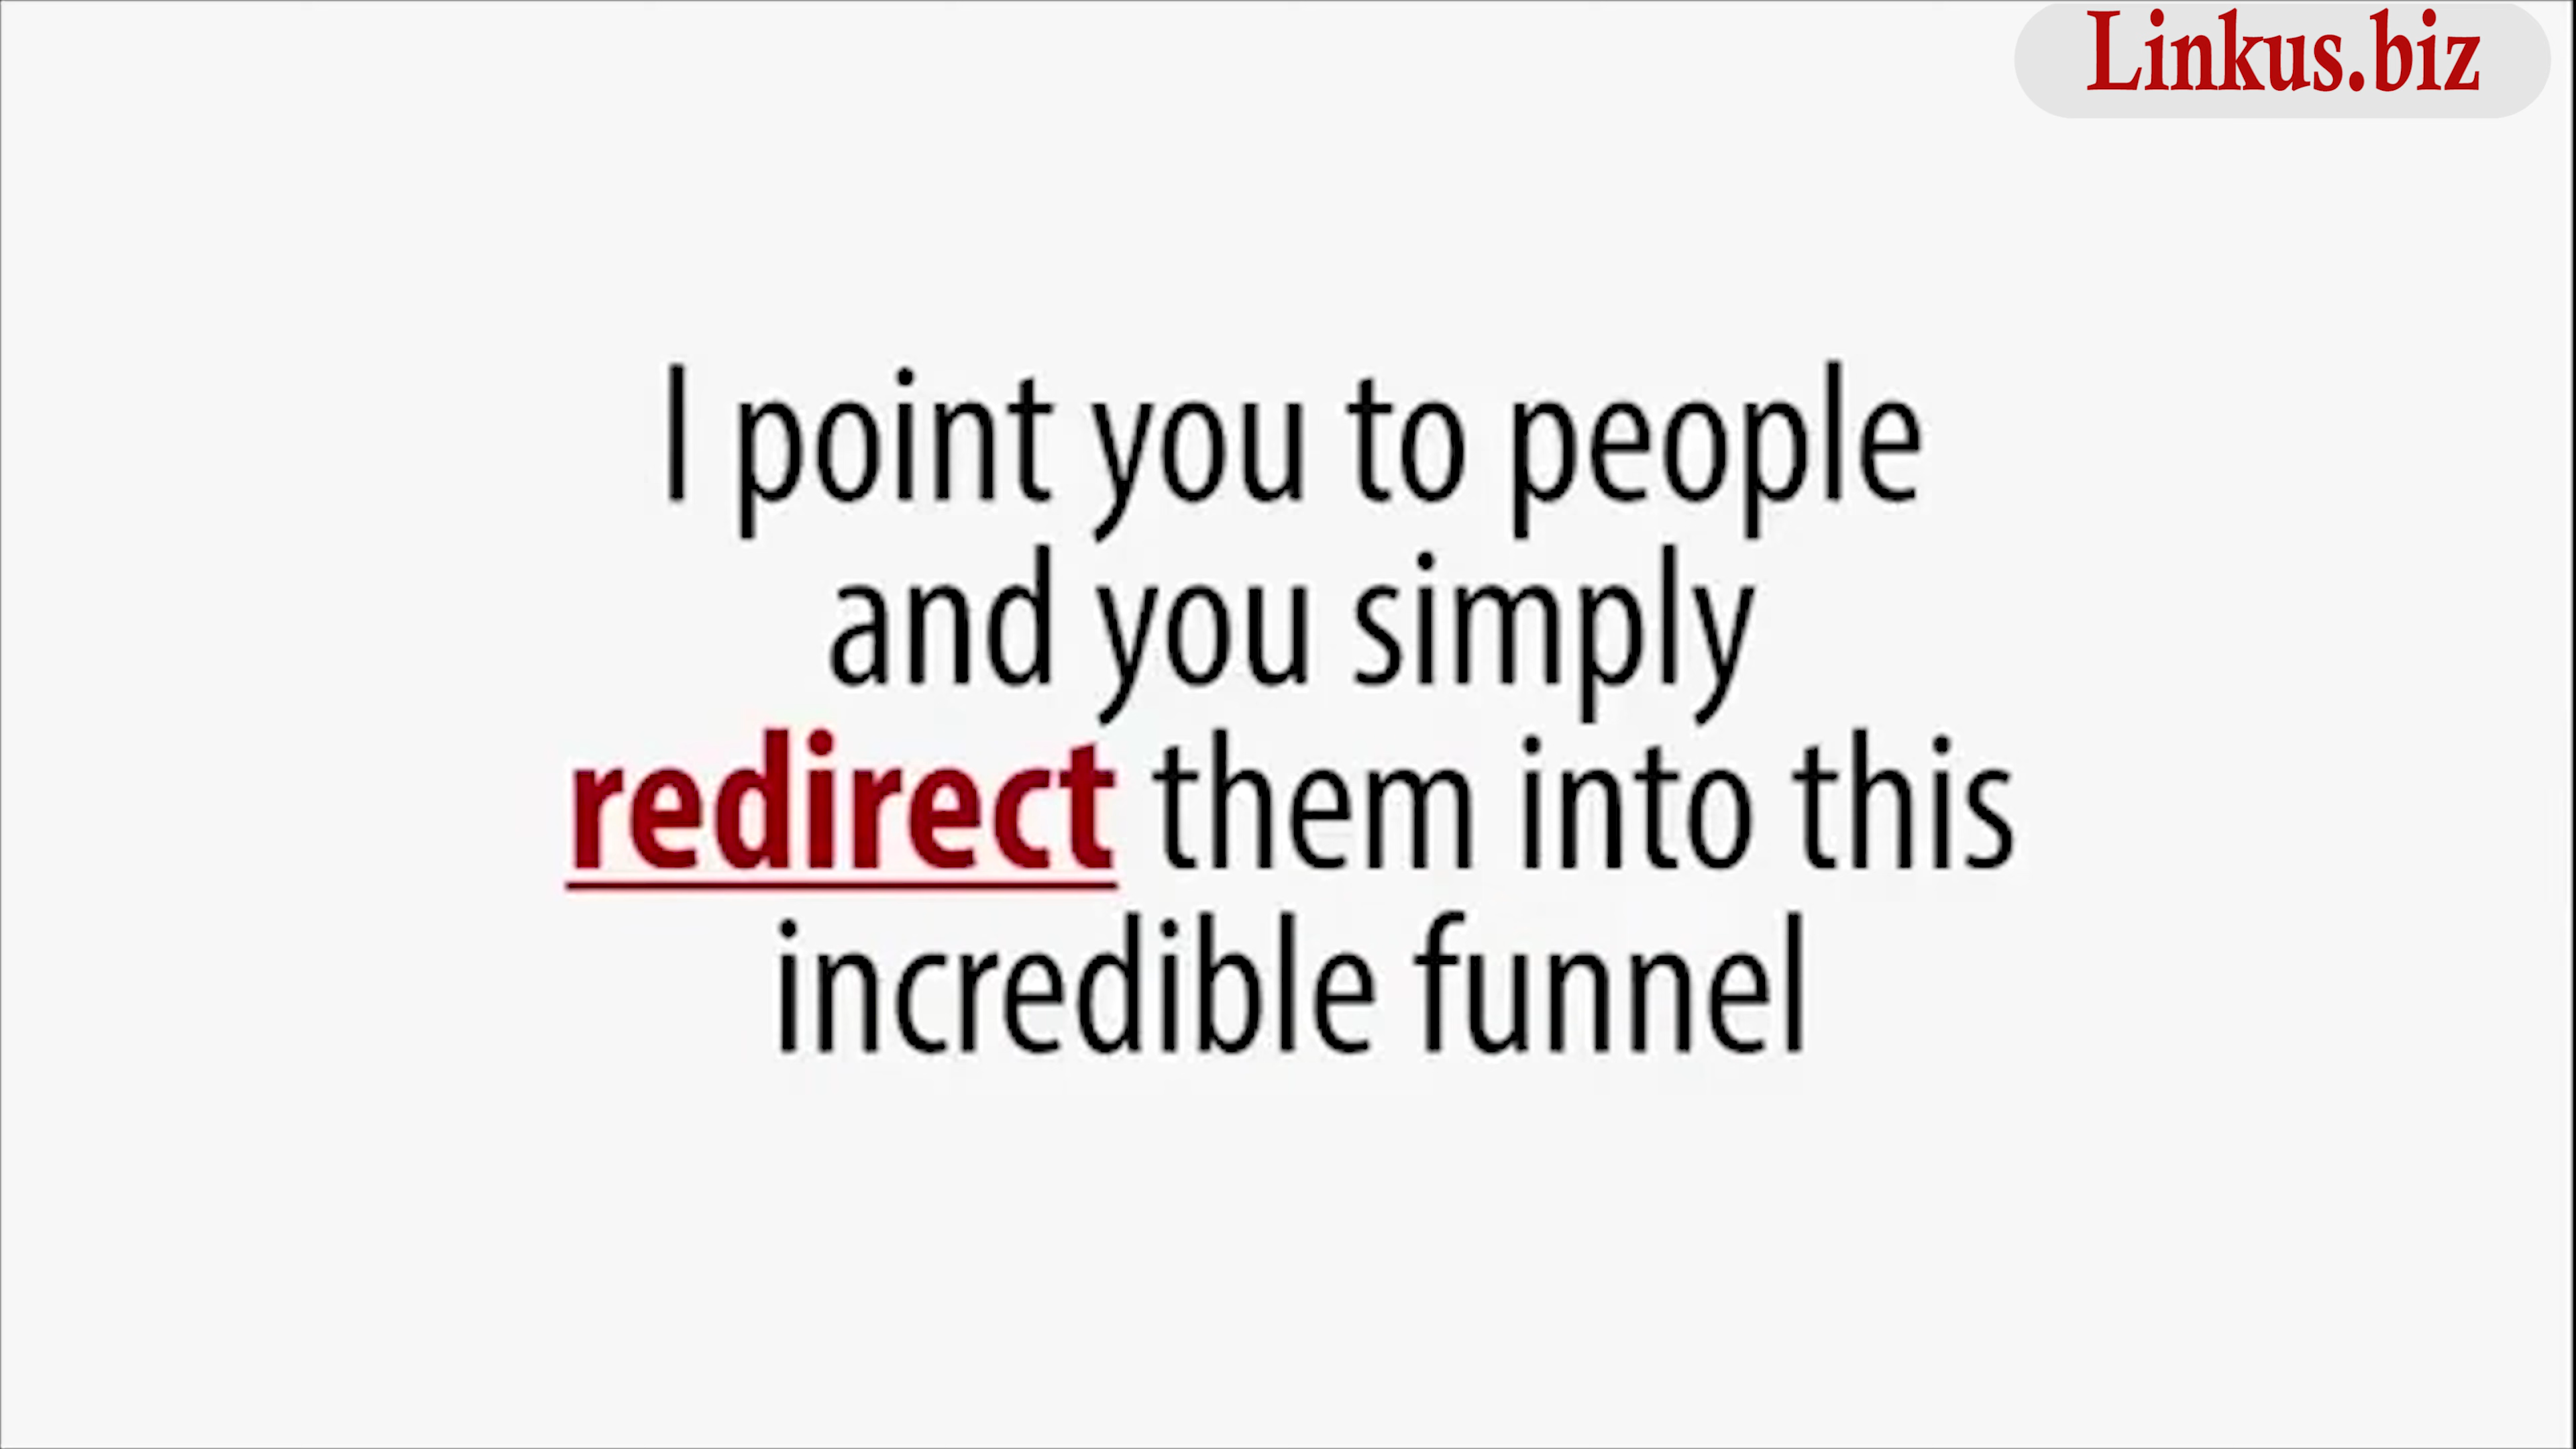 Linkus.biz
I point you to people
and you simply
redirect them into this
incredible funnel